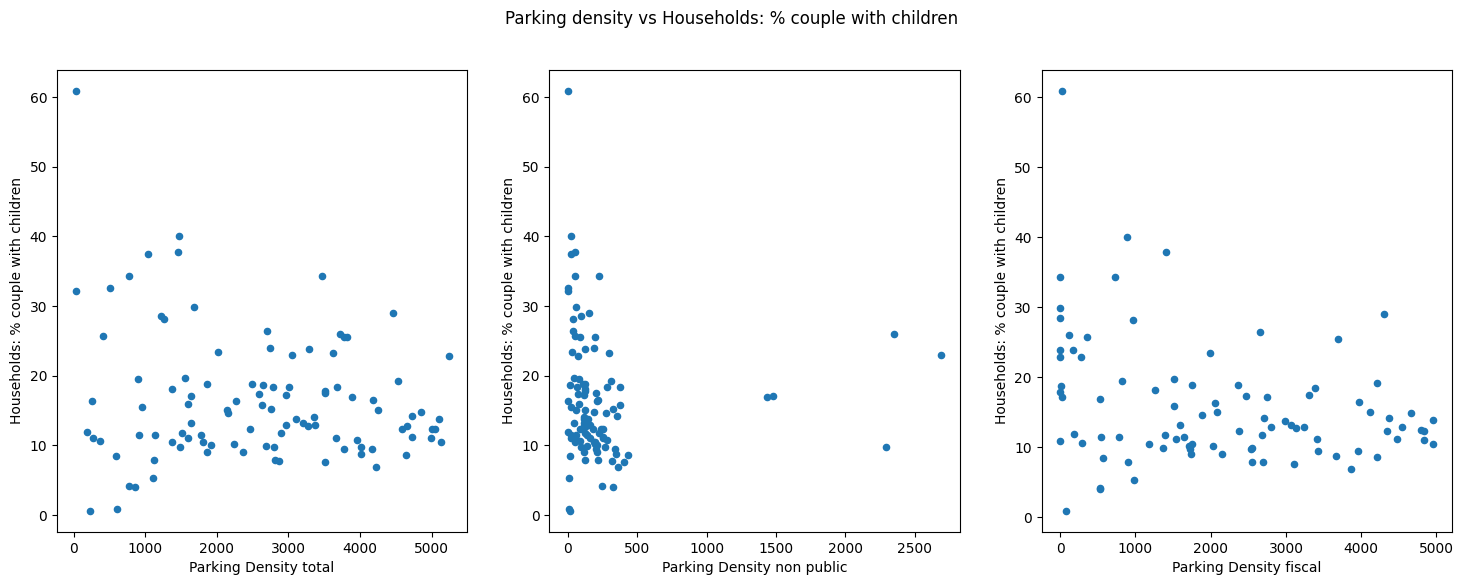 Parking density vs Households: % couple with children
Households: % couple with children
60
50
40
30
20
10
0
0 1000 2000 3000 4000 5000
Parking Density total
Households: % couple with children
60
50
40
30
20
10
0
0 500 1000 1500 2000 2500
Parking Density non public
Households: % couple with children
60
50
40
30
20
10
0
0 1000 2000 3000 4000 5000
Parking Density fiscal